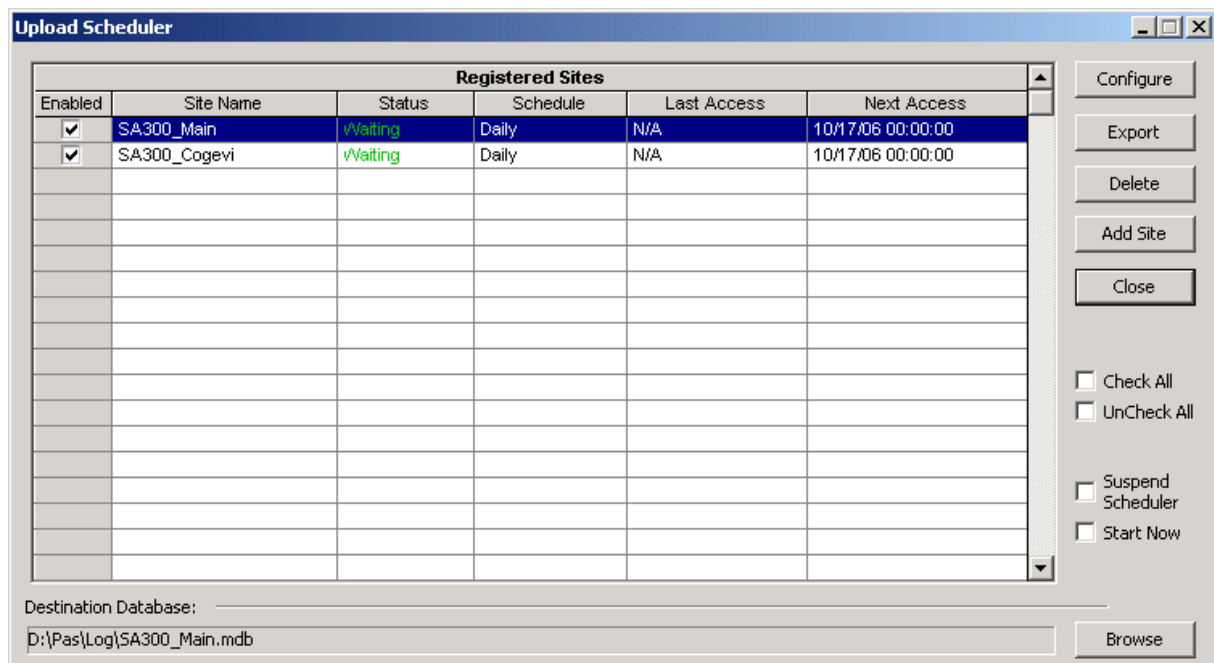 Upload Scheduler
Registered Sites
Enabled Site Name Status Schedule Last Access Next Access
SA300_Main Waiting Daily N/A 10/17/06 00:00:00
SA300_Cogevi Waiting Daily N/A 10/17/06 00:00:00
Configure
Export
Delete
Add Site
Close
Check All
UnCheck All
Suspend
Scheduler
Start Now
Destination Database:
D:\Pas\Log\SA300_Main.mdb
Browse